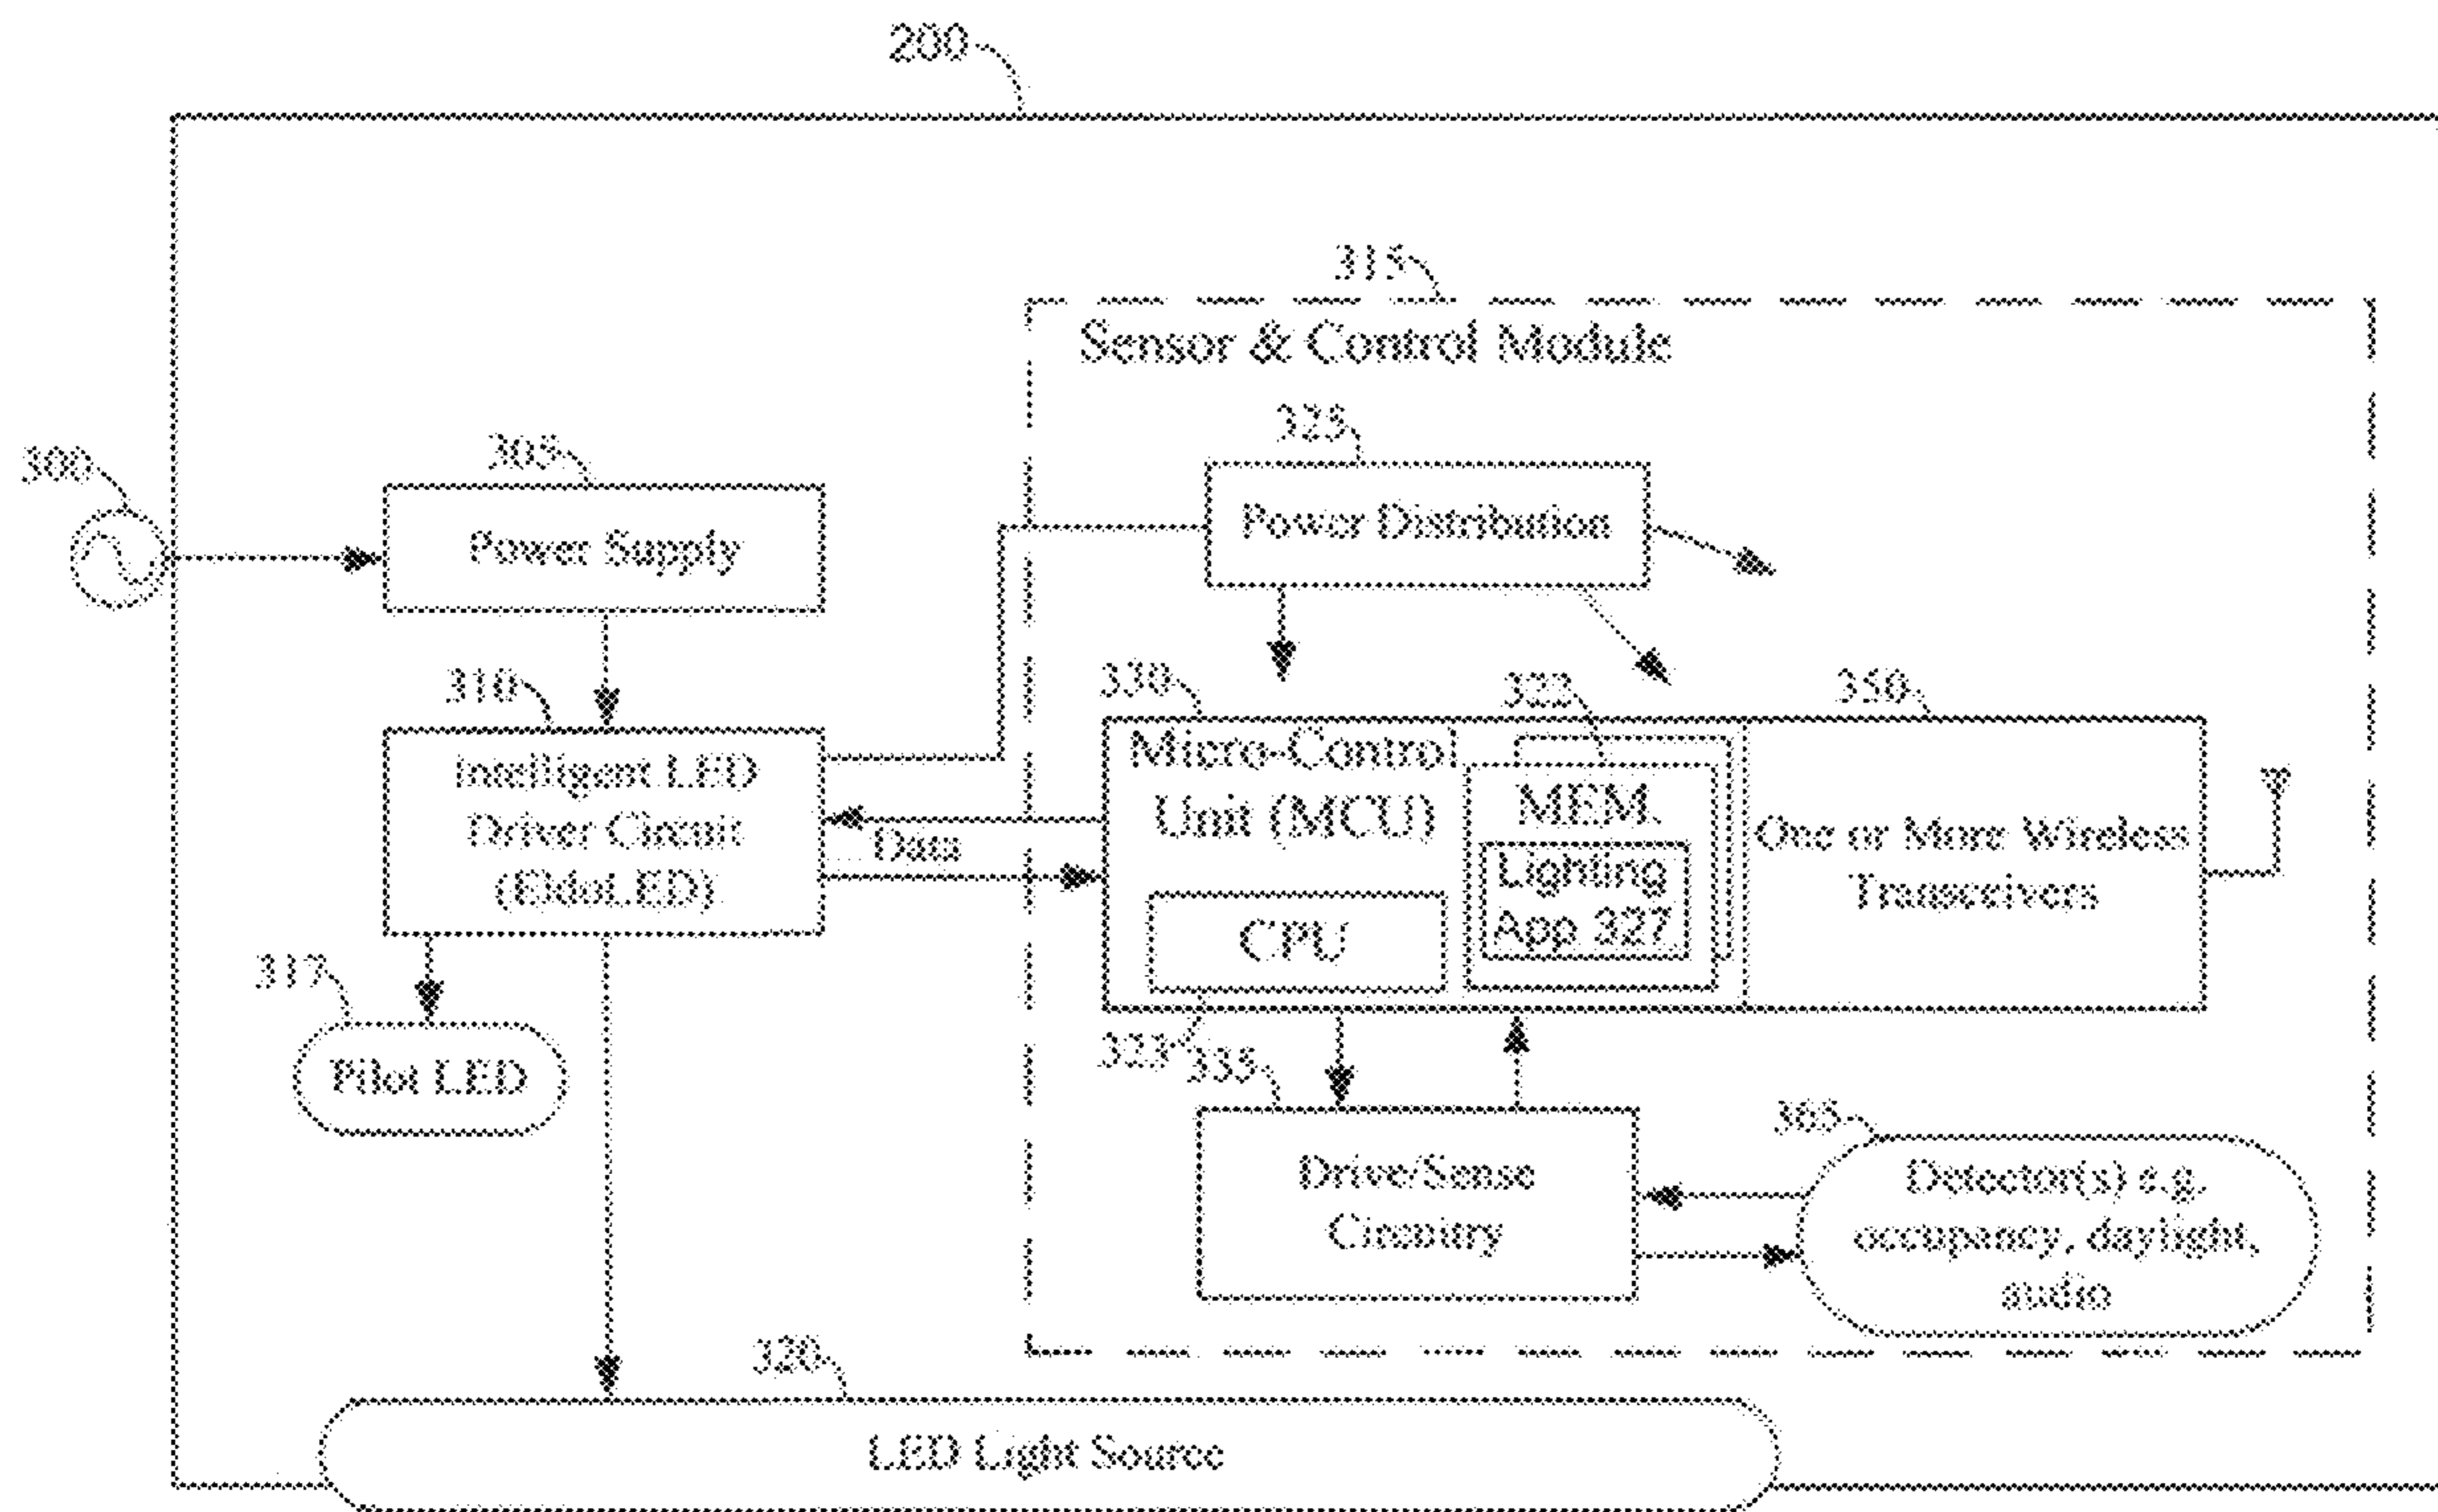 200
315
Sensor & Control Module
325
300
305
Power Supply
Power Distribution
310
330
322
350
Intelligent LED
Driver Circuit
(EldoLED)
Data
Micro-Control
Unit (MCU)
CPU
MEM.
Lighting
App 327
One or More Wireless
Transceivers
317
Pilot LED
323
335
Drive/Sense
Circuitry
365
Detector(s) e.g.
occupancy, daylight,
audio
320
LED Light Source